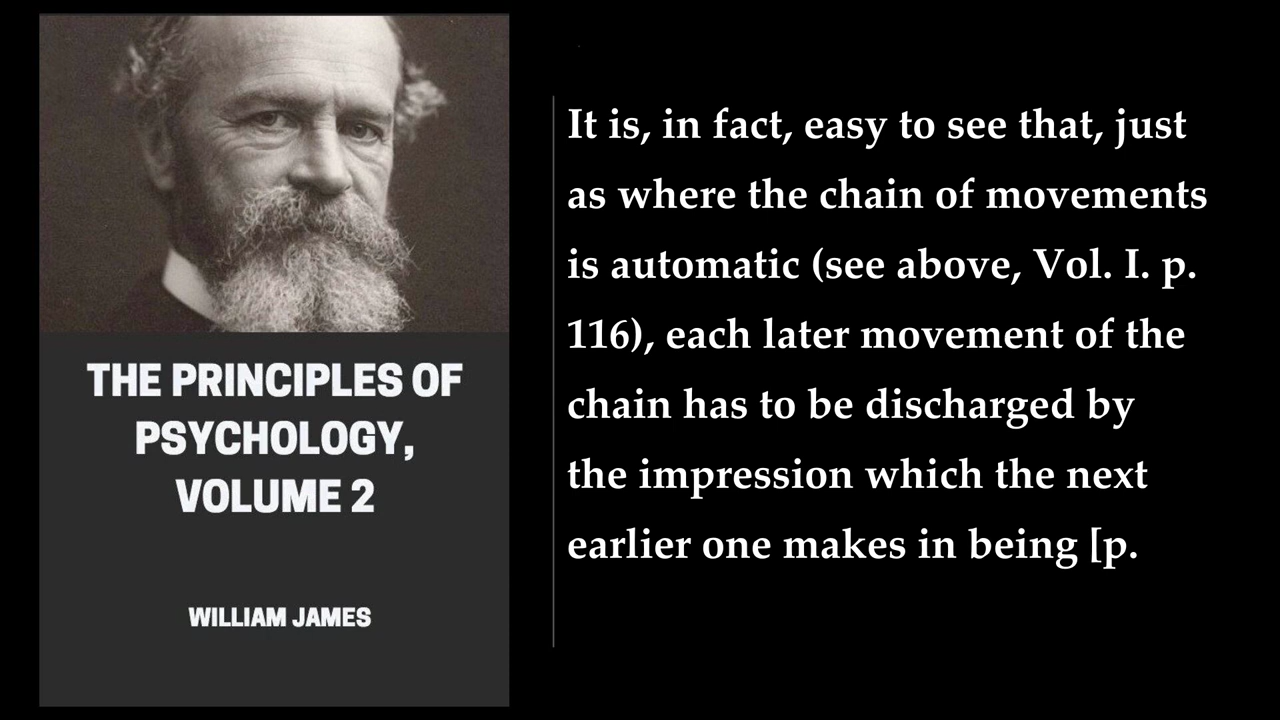 THE PRINCIPLES OF
PSYCHOLOGY,
VOLUME 2
WILLIAM JAMES
It is, in fact, easy to see that, just
as where the chain of movements
is automatic (see above, Vol. I. p.
116), each later movement of the
chain has to be discharged by
the impression which the next
earlier one makes in being [p.